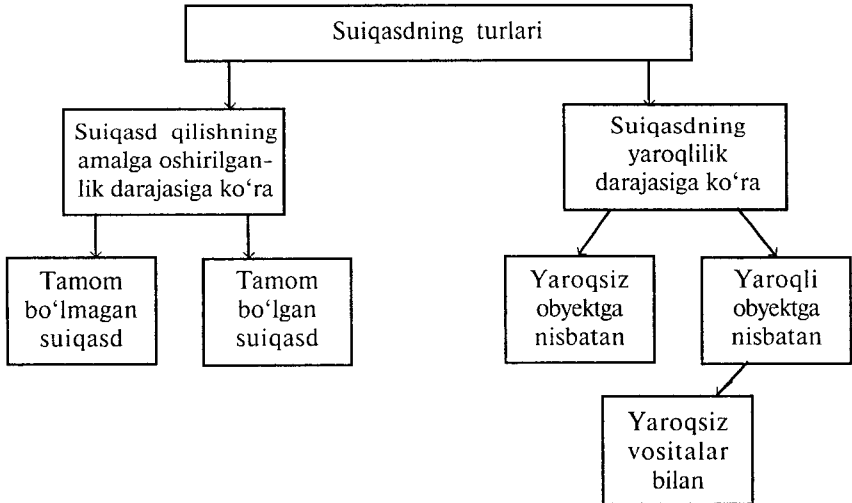 Suiqasdning turlari
Suiqasd qilishning
amalga oshirilgan-
lik darajasiga ko‘ra
Suiqasdning
yaroqlilik
darajasiga ko‘ra
Tamom
bo‘lmagan
suiqasd
Tamom
bo‘lgan
suiqasd
Yaroqsiz
obyektga
nisbatan
Yaroqli
obyektga
nisbatan
Yaroqsiz
vositalar
bilan